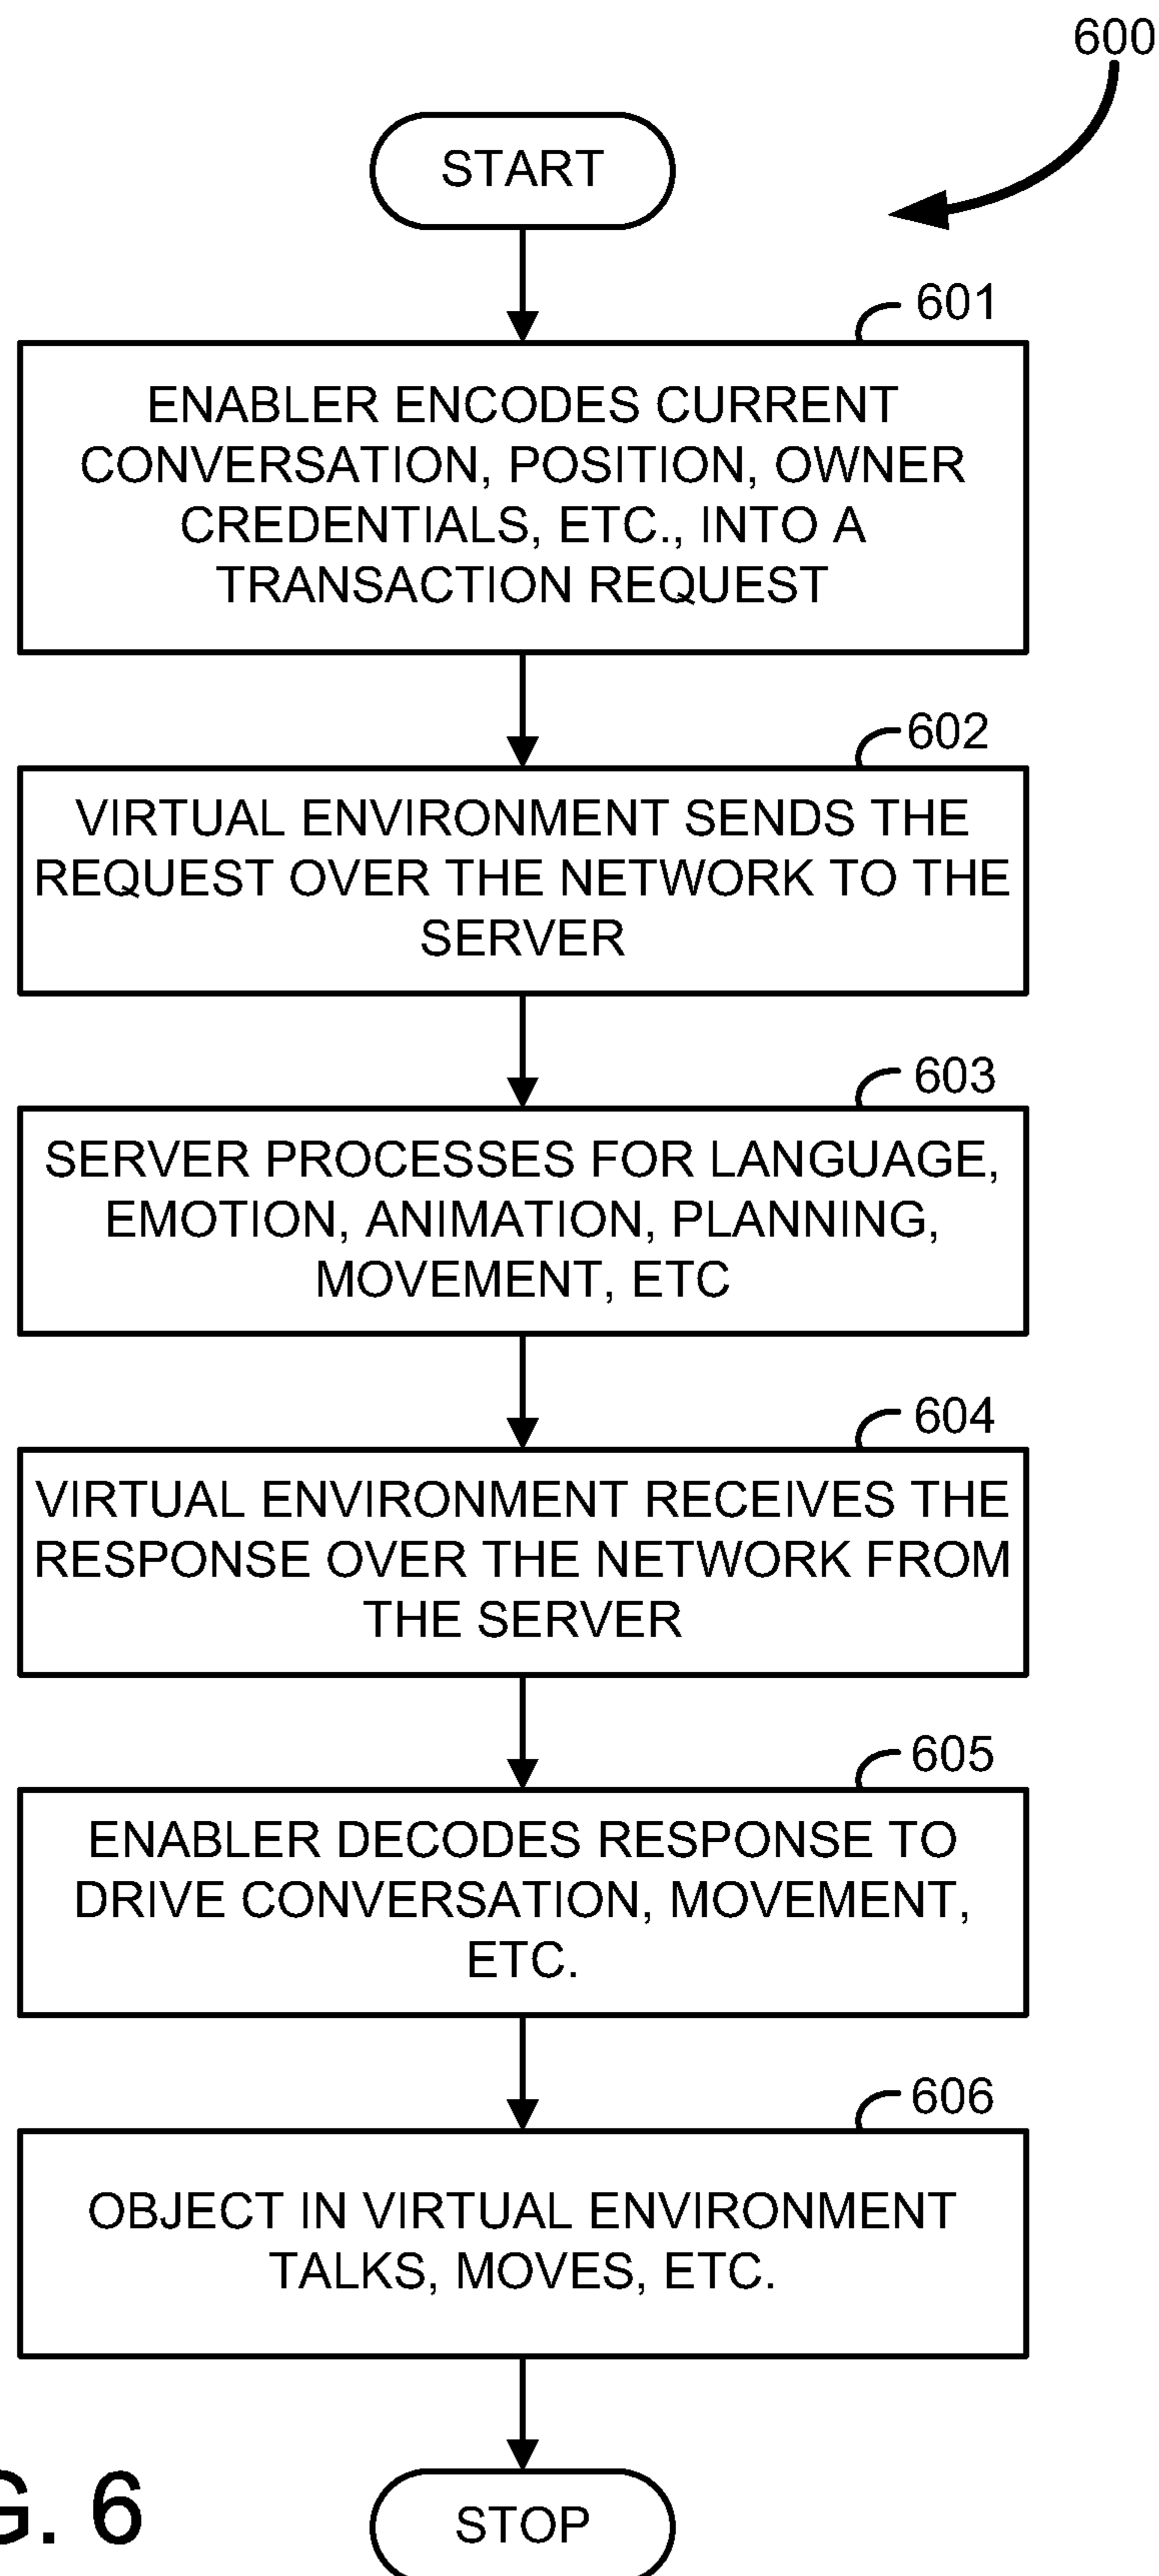 600
START
601
ENABLER ENCODES CURRENT
CONVERSATION, POSITION, OWNER
CREDENTIALS, ETC., INTO A
TRANSACTION REQUEST
602
VIRTUAL ENVIRONMENT SENDS THE
REQUEST OVER THE NETWORK TO THE
SERVER
603
SERVER PROCESSES FOR LANGUAGE,
EMOTION, ANIMATION, PLANNING,
MOVEMENT, ETC
604
VIRTUAL ENVIRONMENT RECEIVES THE
RESPONSE OVER THE NETWORK FROM
THE SERVER
605
ENABLER DECODES RESPONSE TO
DRIVE CONVERSATION, MOVEMENT,
ETC.
606
OBJECT IN VIRTUAL ENVIRONMENT
TALKS, MOVES, ETC.
G. 6
STOP